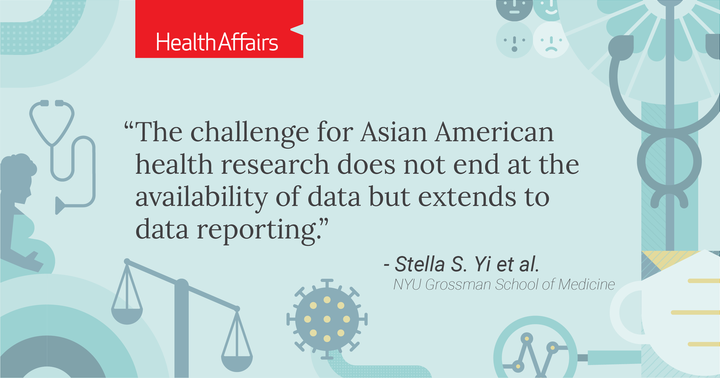 HealthAffairs
“The challenge for Asian American
health research does not end at the
availability of data but extends to
data reporting.”
- Stella S. Yi et al.
NYU Grossman School of Medicine